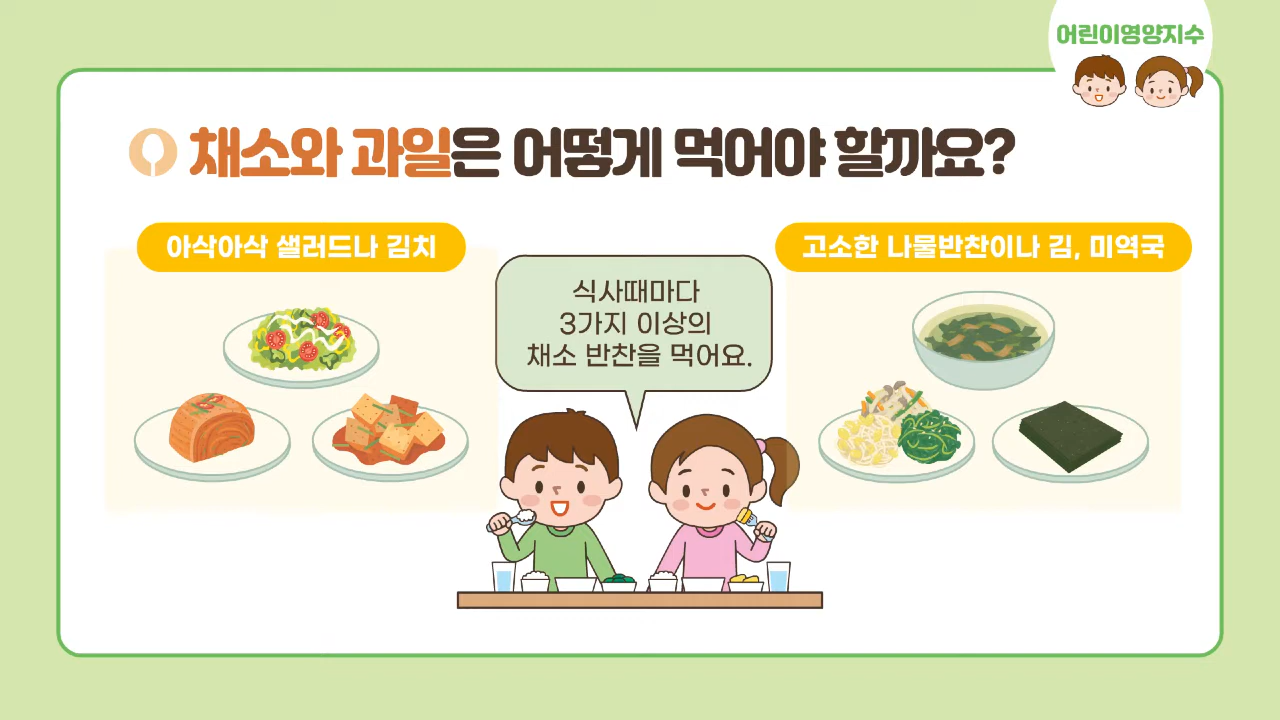 어린이영양지수
채소와 과일은 어떻게 먹어야 할까요?
아삭아삭 샐러드나 김치
고소한 나물반찬이나 김, 미역국
식사때마다
3가지 이상의
채소 반찬을 먹어요.